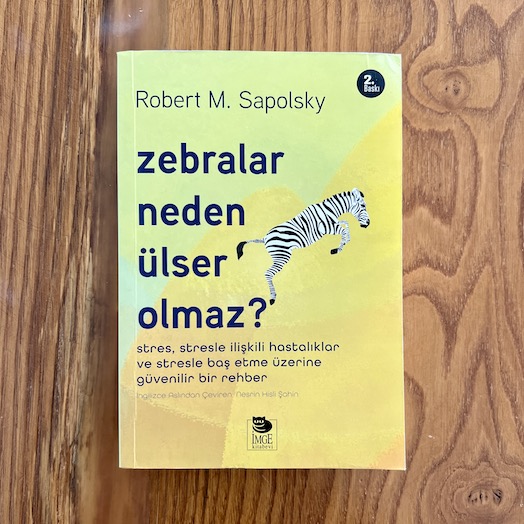 2.
Baskı
Robert M. Sapolsky
zebralar
neden
ülser
olmaz?
stres, stresle ilişkili hastalıklar
ve stresle baş etme üzerine
güvenilir bir rehber
İngilizce Aslından Çeviren: Nesrin Hisli Şahin
İMGE
kitabevi